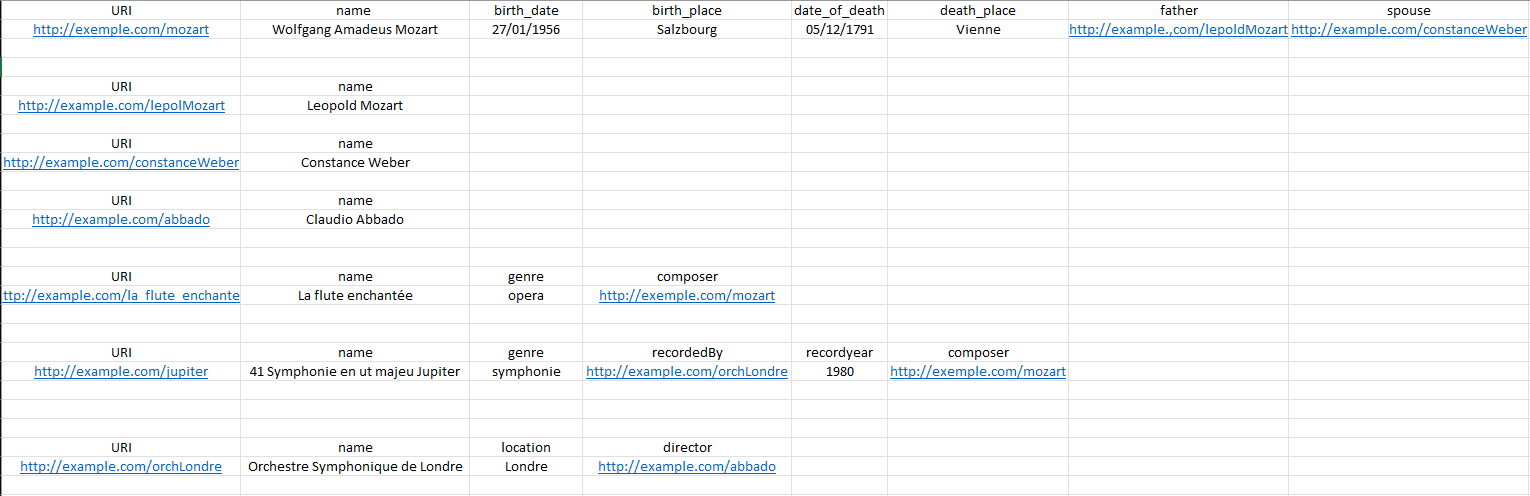 URI name birth_date birth_place date_of_death death_place father spouse
http://exemple.com/mozart Wolfgang Amadeus Mozart 27/01/1956 Salzbourg 05/12/1791 Vienne http://example.,com/lepoldMozart http://example.com/constanceWeber
URI name
http://example.com/lepolMozart Leopold Mozart
URI name
http://example.com/constanceWeber Constance Weber
URI name
http://example.com/abbado Claudio Abbado
URI name genre composer
ttp://example.com/la_flute_enchante La flute enchantée opera http://exemple.com/mozart
URI name genre recordedBy recordyear composer
http://example.com/jupiter 41 Symphonie en ut majeu Jupiter symphonie http://example.com/orchLondre 1980 http://exemple.com/mozart
URI name location director
http://example.com/orchLondre Orchestre Symphonique de Londre Londre http://example.com/abbado